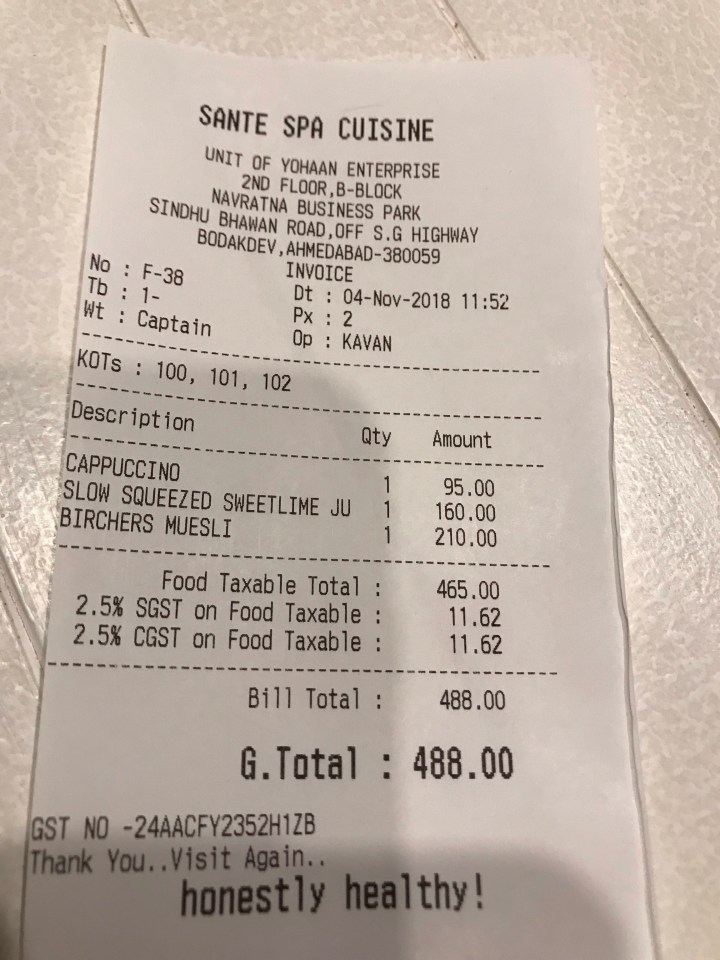 SANTE SPA CUISINE
UNIT OF YOHAAN ENTERPRISE
2ND FLOOR,B-BLOCK
NAVRATNA BUSINESS PARK
SINDHU BHAWAN ROAD,OFF S.G HIGHWAY
BODAKDEV,AHMEDABAD-380059
INVOICE
No : F-38 Dt : 04-Nov-2018 11:52
Tb : 1- Px : 2
Wt : Captain Op : KAVAN
KOTs : 100, 101, 102
Description Qty Amount
CAPPUCCINO 1 95.00
SLOW SQUEEZED SWEETLIME JU 1 160.00
BIRCHERS MUESLI 1 210.00
Food Taxable Total : 465.00
2.5% SGST on Food Taxable : 11.62
2.5% CGST on Food Taxable : 11.62
Bill Total : 488.00
G.Total : 488.00
GST NO -24AACFY2352H1ZB
Thank You..Visit Again..
honestly healthy!